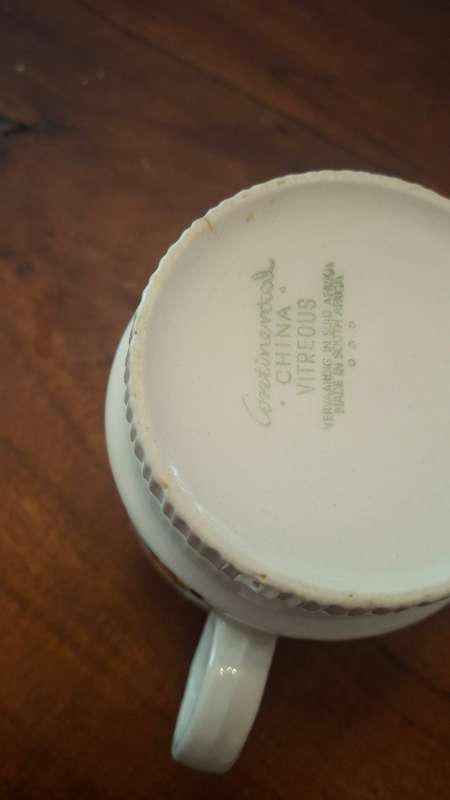 Continental
CHINA
VITREOUS
VERVAARDIG IN SUID AFRIKA
MADE IN SOUTH AFRICA